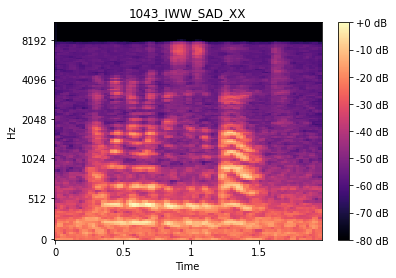 1043_IWW_SAD_XX
+0 dB
8192
-10 dB
4096
-20 dB
-30 dB
2048
Hz
-40 dB
1024
-50 dB
-60 dB
512
-70 dB
0
-80 dB
0
0.5
1
1.5
Time